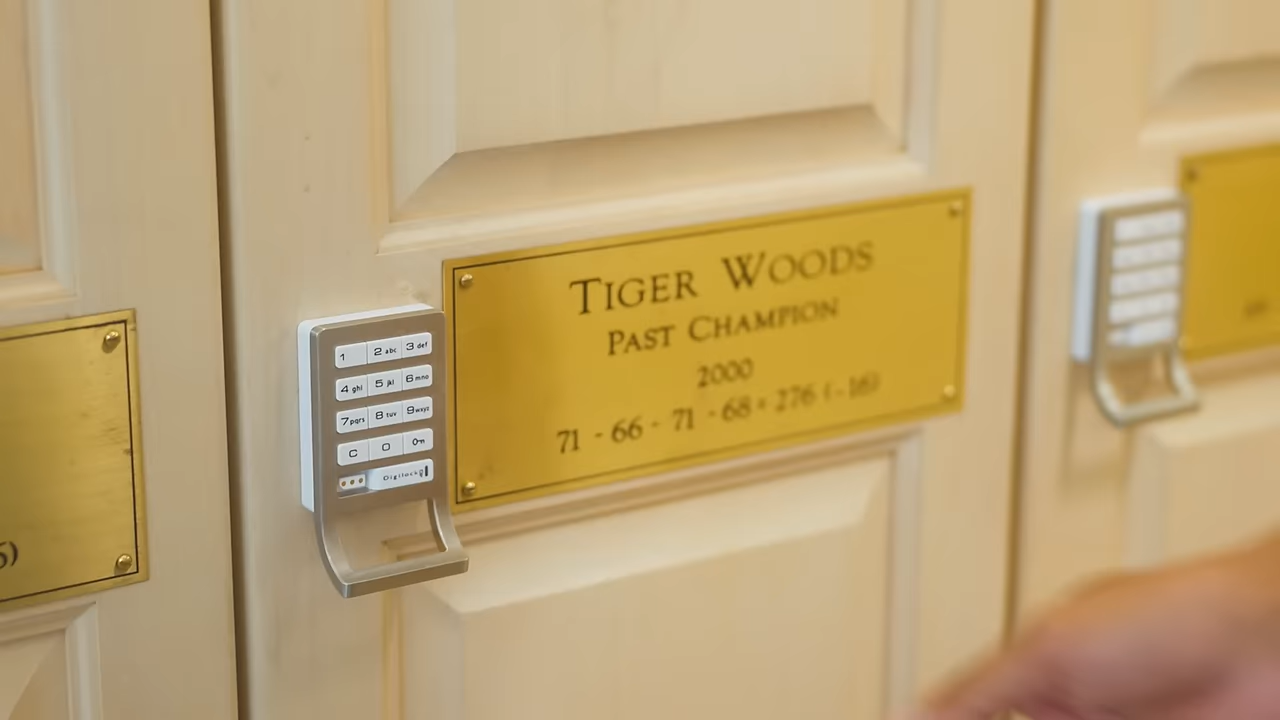 TIGER WOODS
PAST CHAMPION
2000
71 - 66 - 71 - 68 = 276 (-16)
1 2 abc 3 def
4 ghi 5 jkl 6 mno
7 pqrs 8 tuv 9 wxyz
C 0
Digilock